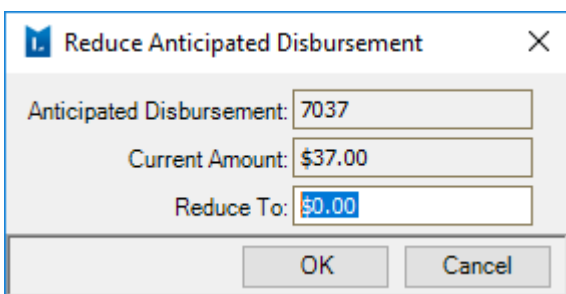 L Reduce Anticipated Disbursement
Anticipated Disbursement: 7037
Current Amount: $37.00
Reduce To: $0.00
OK Cancel